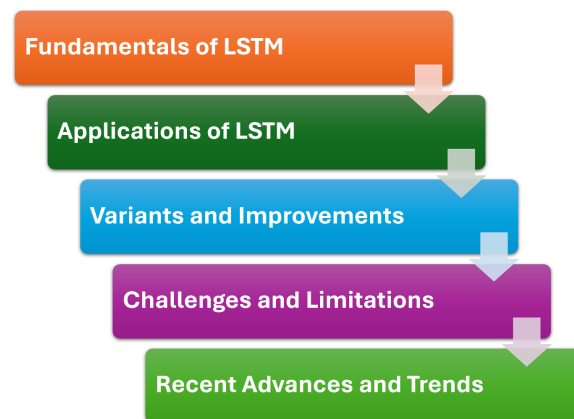 Fundamentals of LSTM
Applications of LSTM
Variants and Improvements
Challenges and Limitations
Recent Advances and Trends